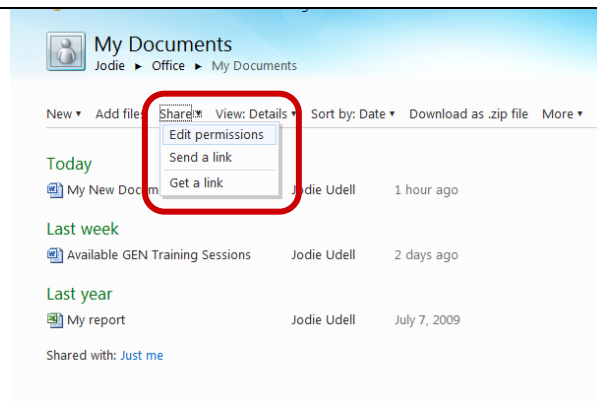 My Documents
Jodie ► Office ► My Documents
New ▾ Add file Share ▾ View: Details ▾ Sort by: Date ▾ Download as .zip file More ▾
Edit permissions
Send a link
Get a link
Today
My New Docum Jodie Udell 1 hour ago
Last week
Available GEN Training Sessions Jodie Udell 2 days ago
Last year
My report Jodie Udell July 7, 2009
Shared with: Just me